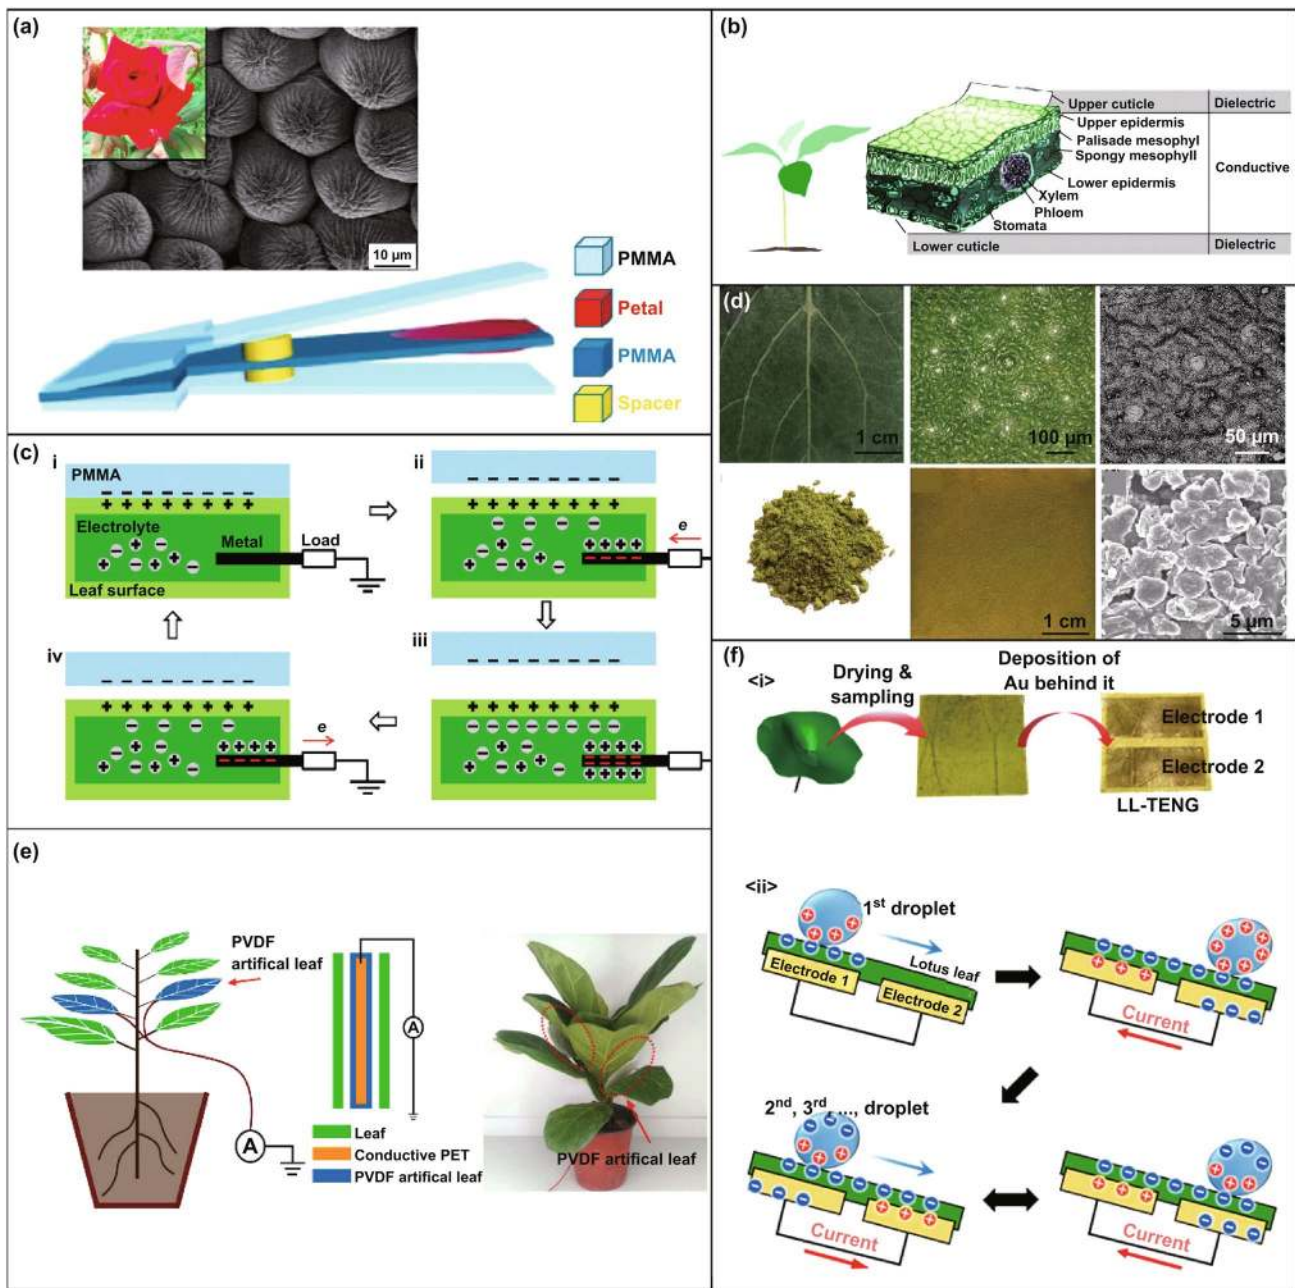 (a)
10 µm
PMMA
Petal
PMMA
Spacer
(b)
Upper cuticle
Dielectric
Upper epidermis
Palisade mesophyl
Spongy mesophyll
Conductive
Lower epidermis
Xylem
Phloem
Stomata
Lower cuticle
Dielectric
(c)
i
PMMA
Electrolyte
Metal
Load
Leaf surface
ii
e
iii
iv
e
(d)
1 cm
100 µm
50 µm
1 cm
5 µm
(e)
PVDF
artifical leaf
A
A
Leaf
Conductive PET
PVDF artifical leaf
PVDF artifical leaf
(f)
<i>
Drying &
sampling
Deposition of
Au behind it
Electrode 1
Electrode 2
LL-TENG
<ii>
1st droplet
Lotus leaf
Electrode 1
Electrode 2
Current
2nd, 3rd, ..., droplet
Current
Current